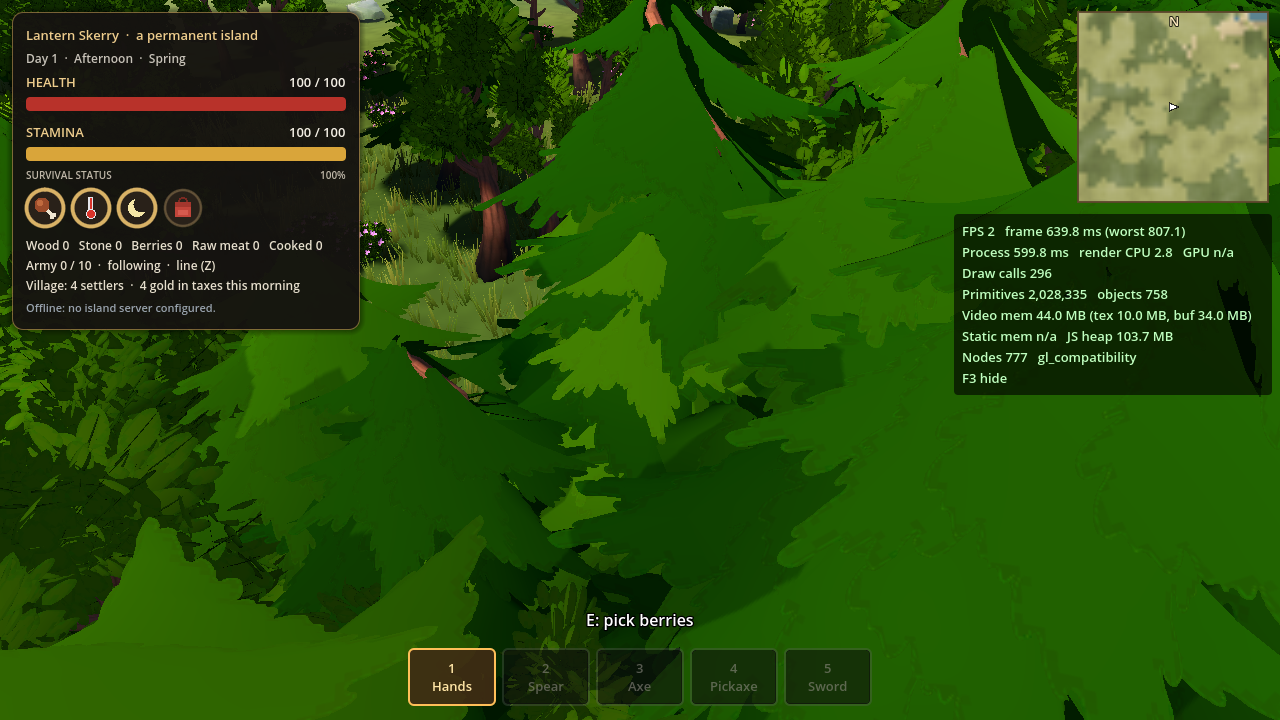 Lantern Skerry · a permanent island
Day 1 · Afternoon · Spring
HEALTH 100 / 100
STAMINA 100 / 100
SURVIVAL STATUS 100%
Wood 0 Stone 0 Berries 0 Raw meat 0 Cooked 0
Army 0 / 10 · following · line (Z)
Village: 4 settlers · 4 gold in taxes this morning
Offline: no island server configured.
N
FPS 2 frame 639.8 ms (worst 807.1)
Process 599.8 ms render CPU 2.8 GPU n/a
Draw calls 296
Primitives 2,028,335 objects 758
Video mem 44.0 MB (tex 10.0 MB, buf 34.0 MB)
Static mem n/a JS heap 103.7 MB
Nodes 777 gl_compatibility
F3 hide
E: pick berries
1 Hands
2 Spear
3 Axe
4 Pickaxe
5 Sword